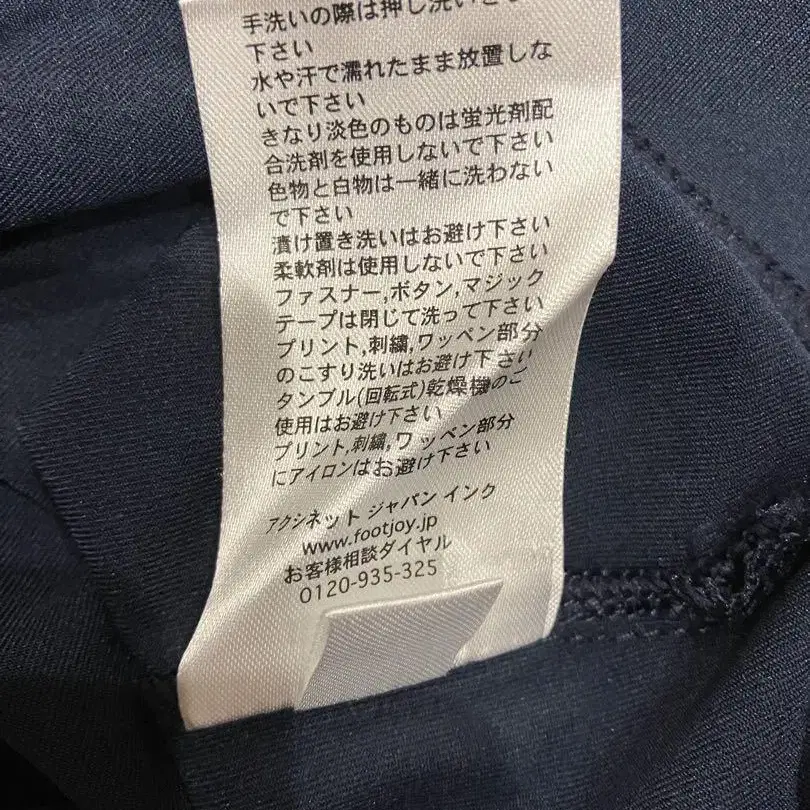 手洗いの際は押し洗いして
下さい
水や汗で濡れたまま放置しな
いで下さい
きなり淡色のものは蛍光剤配
合洗剤を使用しないで下さい
色物と白物は一緒に洗わない
で下さい
漬け置き洗いはお避け下さい
柔軟剤は使用しないで下さい
ファスナー,ボタン,マジック
テープは閉じて洗って下さい
プリント,刺繍,ワッペン部分
のこすり洗いはお避け下さい
タンブル(回転式)乾燥機のご
使用はお避け下さい
プリント,刺繍,ワッペン部分
にアイロンはお避け下さい
アクシネット ジャパン インク
www.footjoy.jp
お客様相談ダイヤル
0120-935-325